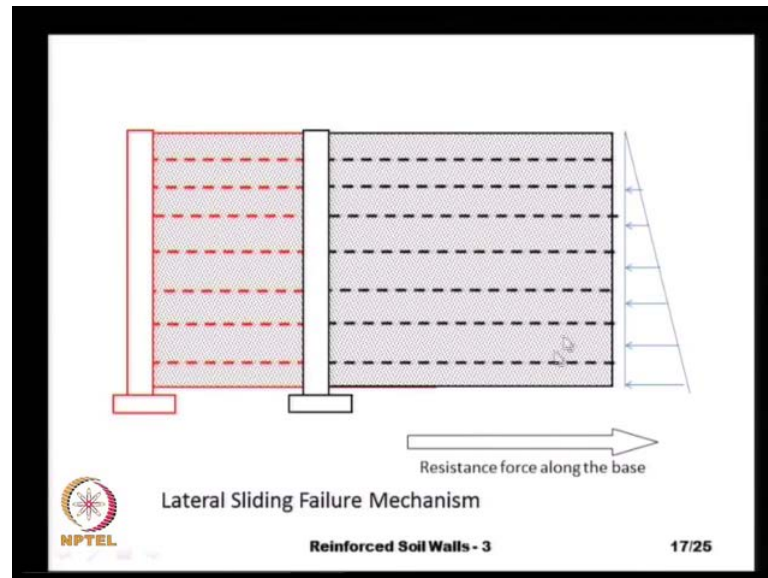 Resistance force along the base
Lateral Sliding Failure Mechanism
NPTEL
Reinforced Soil Walls - 3
17/25